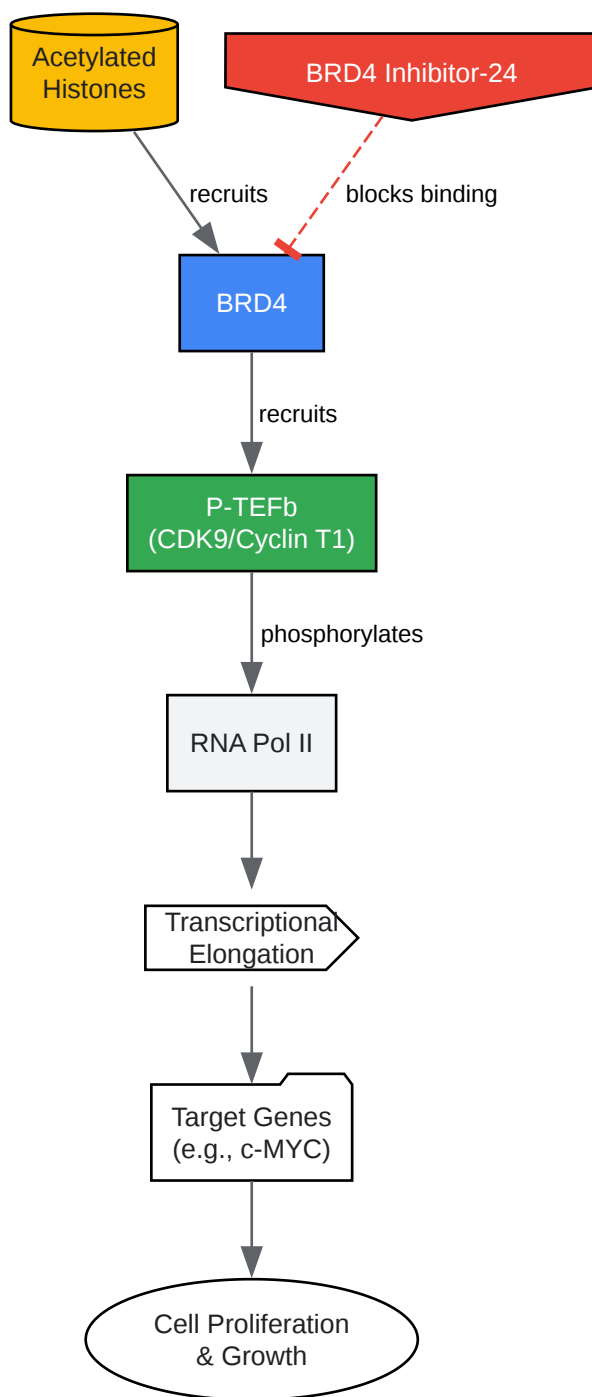 Acetylated
Histones
BRD4 Inhibitor-24
recruits
blocks binding
BRD4
recruits
P-TEFb
(CDK9/Cyclin T1)
phosphorylates
RNA Pol II
Transcriptional
Elongation
Target Genes
(e.g., c-MYC)
Cell Proliferation
& Growth